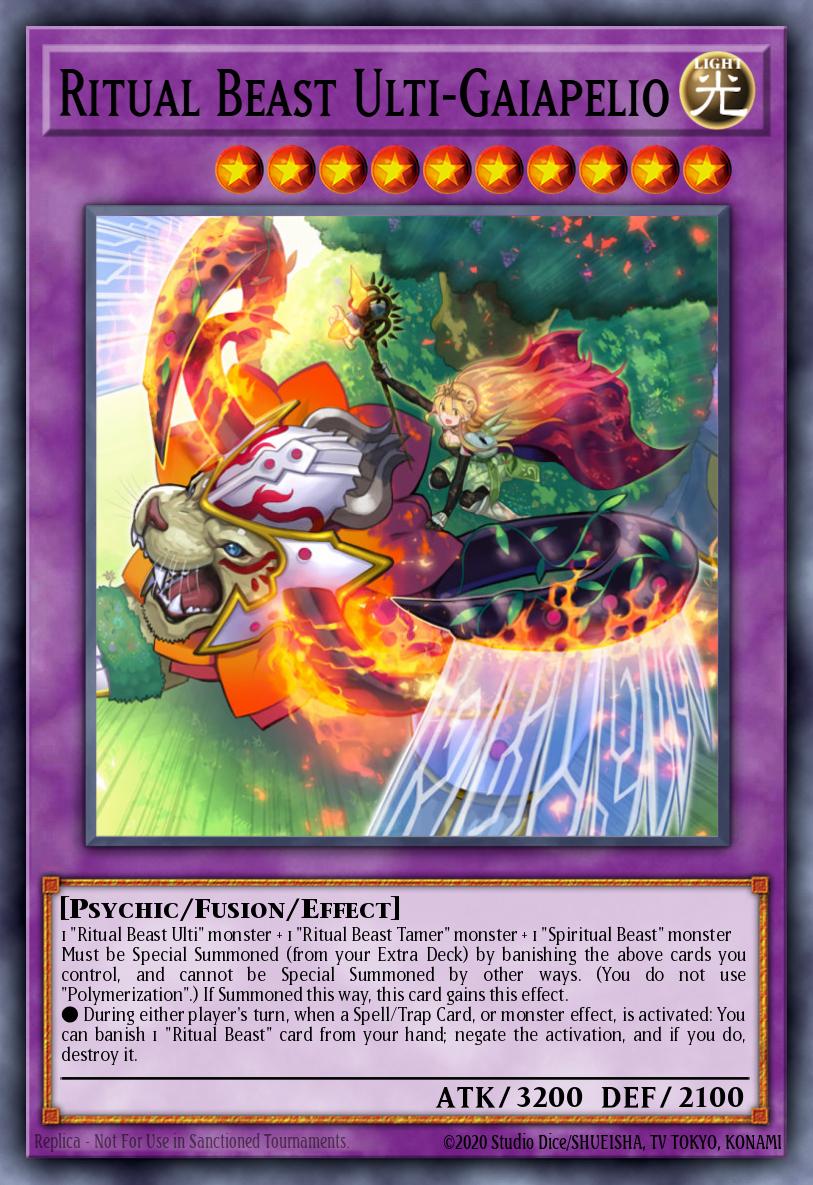 Ritual Beast Ulti-Gaiapelio
LIGHT
光
[Psychic/Fusion/Effect]
1 "Ritual Beast Ulti" monster + 1 "Ritual Beast Tamer" monster + 1 "Spiritual Beast" monster
Must be Special Summoned (from your Extra Deck) by banishing the above cards you
control, and cannot be Special Summoned by other ways. (You do not use
"Polymerization".) If Summoned this way, this card gains this effect.
● During either player's turn, when a Spell/Trap Card, or monster effect, is activated: You
can banish 1 "Ritual Beast" card from your hand; negate the activation, and if you do,
destroy it.
ATK/3200 DEF/2100
Replica - Not For Use in Sanctioned Tournaments.
©2020 Studio Dice/SHUEISHA, TV TOKYO, KONAMI